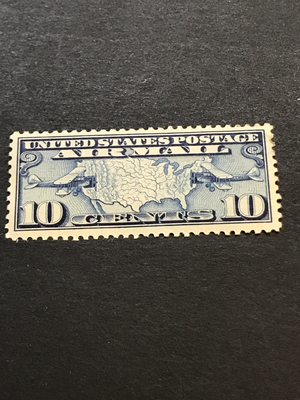 UNITED STATES POSTAGE
AIR MAIL
10 CENTS 10